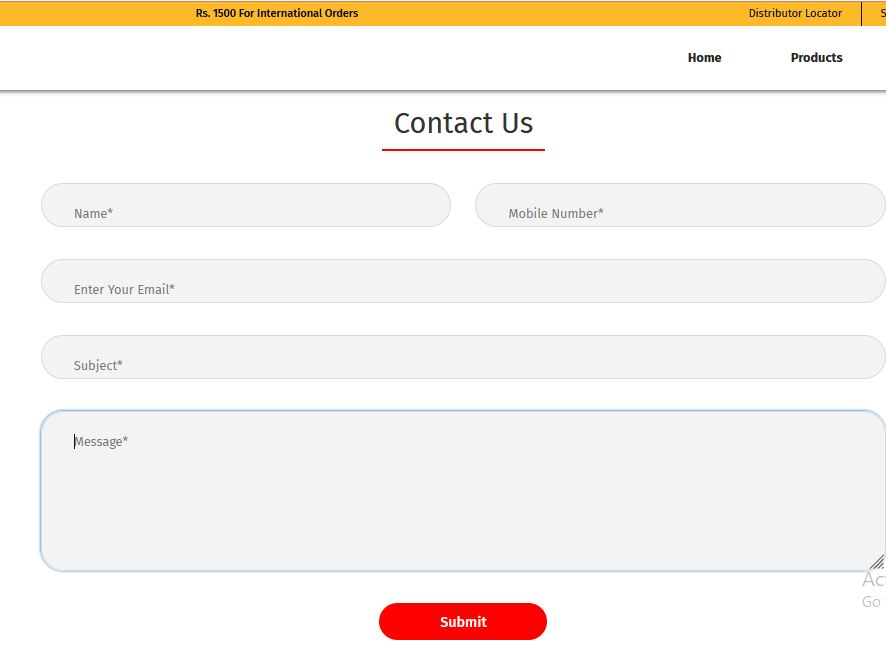 Rs. 1500 For International Orders
Distributor Locator
Home
Products
Contact Us
Name*
Mobile Number*
Enter Your Email*
Subject*
Message*
Submit
Go